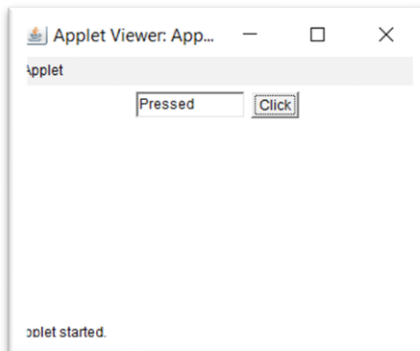 Applet Viewer: App...
Applet
Pressed Click
pplet started.